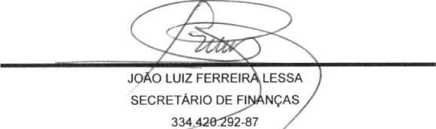 JOÃO LUIZ FERREIRA LESSA
SECRETÁRIO DE FINANÇAS
334.420.292-87